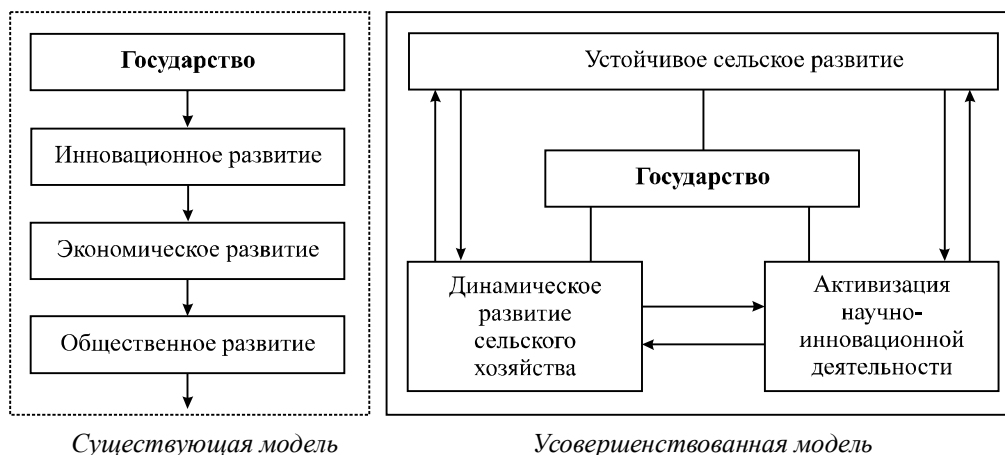 Государство
Инновационное развитие
Экономическое развитие
Общественное развитие
Существующая модель
Устойчивое сельское развитие
Государство
Динамическое
развитие
сельского
хозяйства
Активизация
научно-
инновационной
деятельности
Усовершенствованная модель